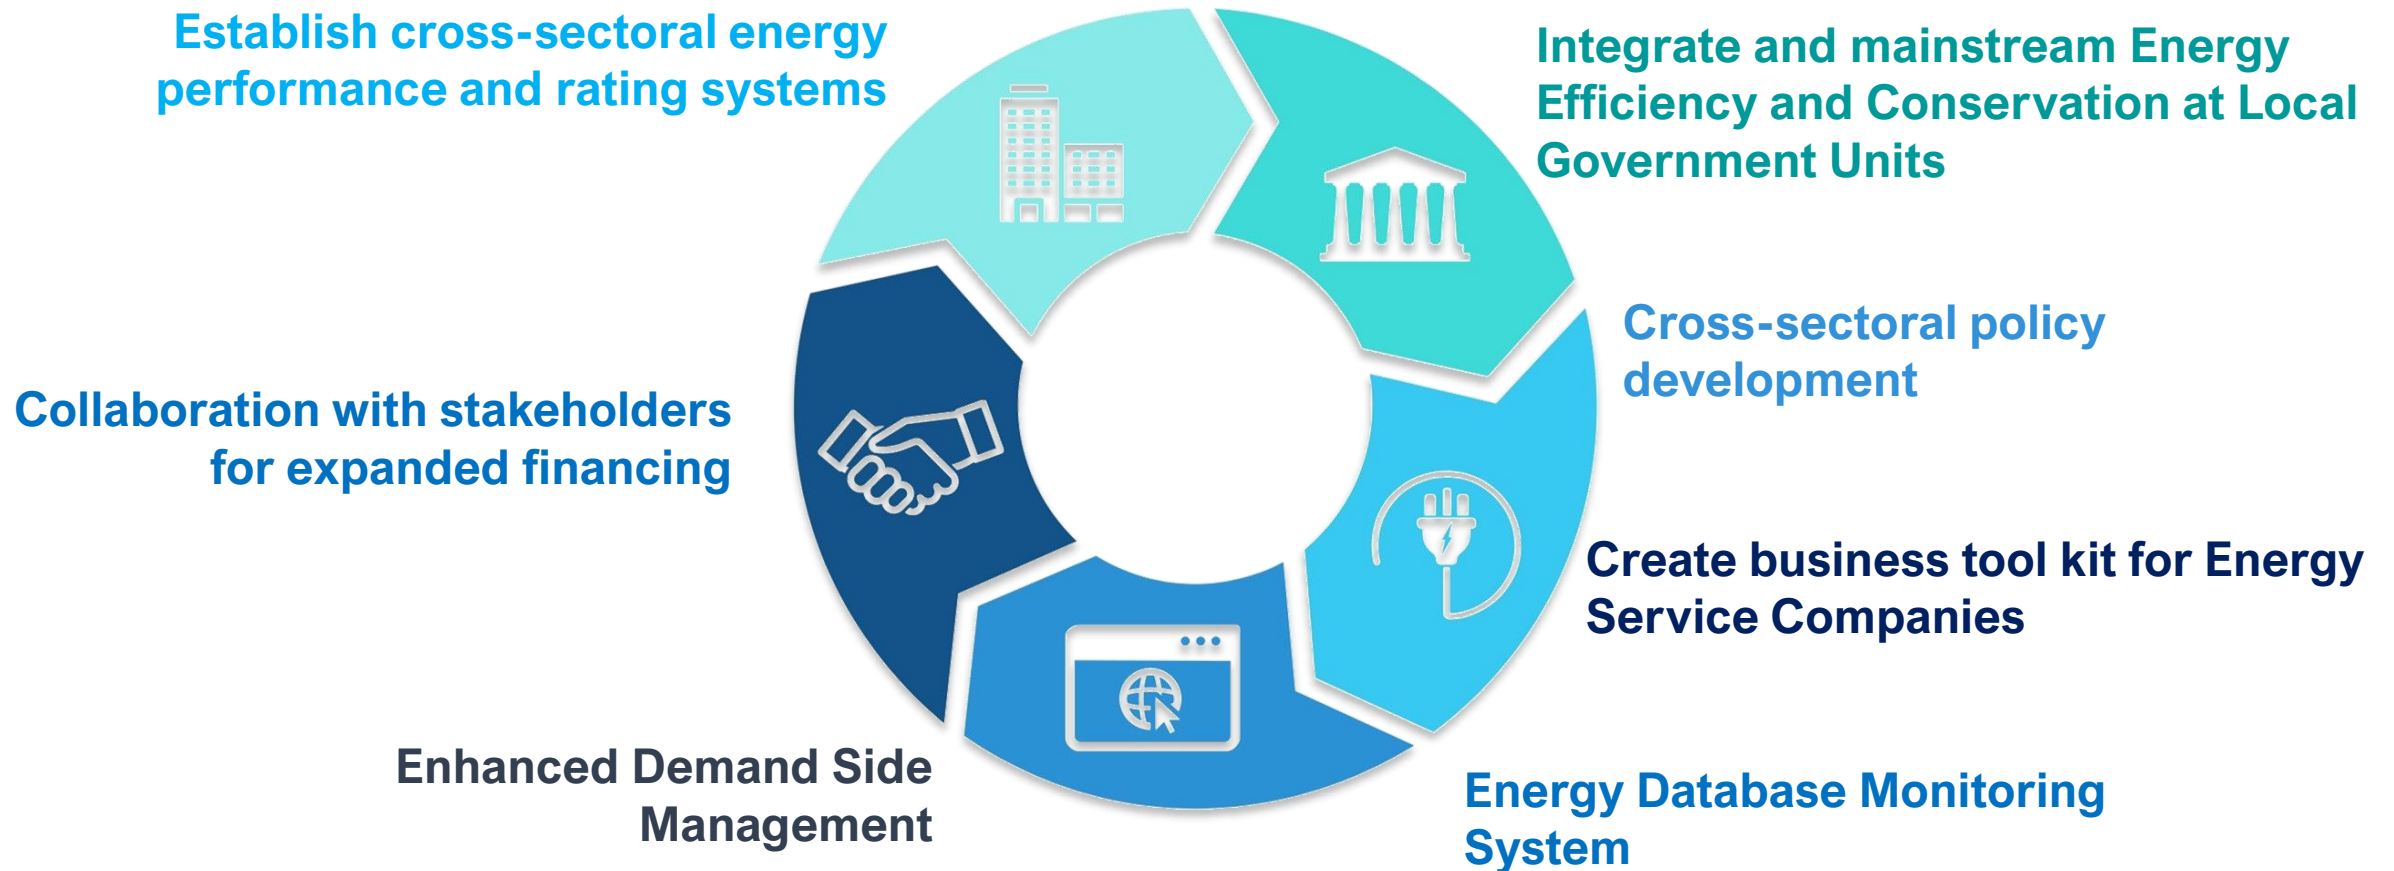 Establish cross-sectoral energy
performance and rating systems
Integrate and mainstream Energy
Efficiency and Conservation at Local
Government Units
Cross-sectoral policy
development
Collaboration with stakeholders
for expanded financing
Create business tool kit for Energy
Service Companies
Enhanced Demand Side
Management
Energy Database Monitoring
System